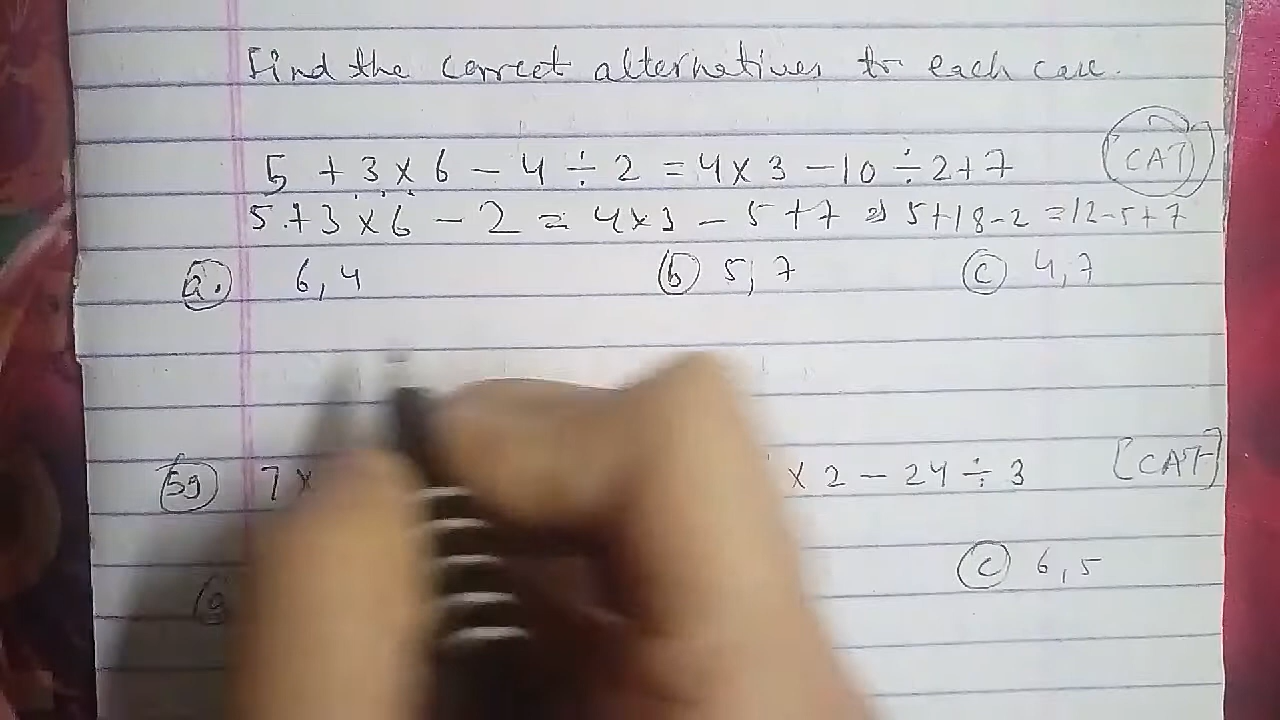 Find the correct alternatives to each case.
5 + 3 × 6 − 4 ÷ 2 = 4 × 3 − 10 ÷ 2 + 7 (CAT)
5 + 3 × 6 − 2 = 4 × 3 − 5 + 7 ⇒ 5 + 18 − 2 = 12 − 5 + 7
(a.) 6, 4 (b) 5, 7 (c) 4, 7
(59) 7 × × 2 − 24 ÷ 3 [CAT]
(a (c) 6, 5